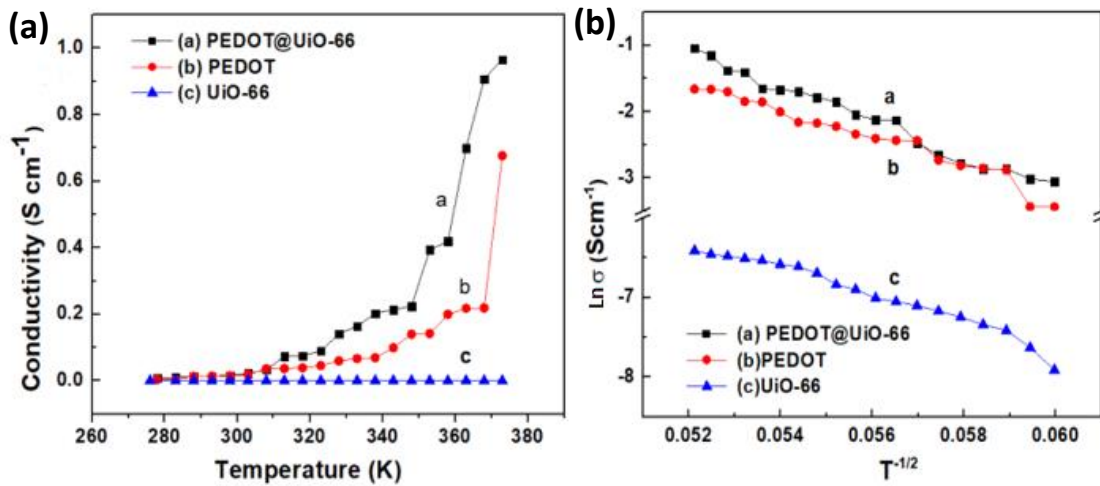 (a)
(a) PEDOT@UiO-66
(b) PEDOT
(c) UiO-66
a
b
c
1.0
0.8
0.6
0.4
0.2
0.0
Conductivity (S cm⁻¹)
260 280 300 320 340 360 380 400
Temperature (K)
(b)
a
b
c
-1
-2
-3
-7
-8
Ln σ (Scm⁻¹)
(a) PEDOT@UiO-66
(b)PEDOT
(c)UiO-66
0.052 0.054 0.056 0.058 0.060
T⁻¹/²